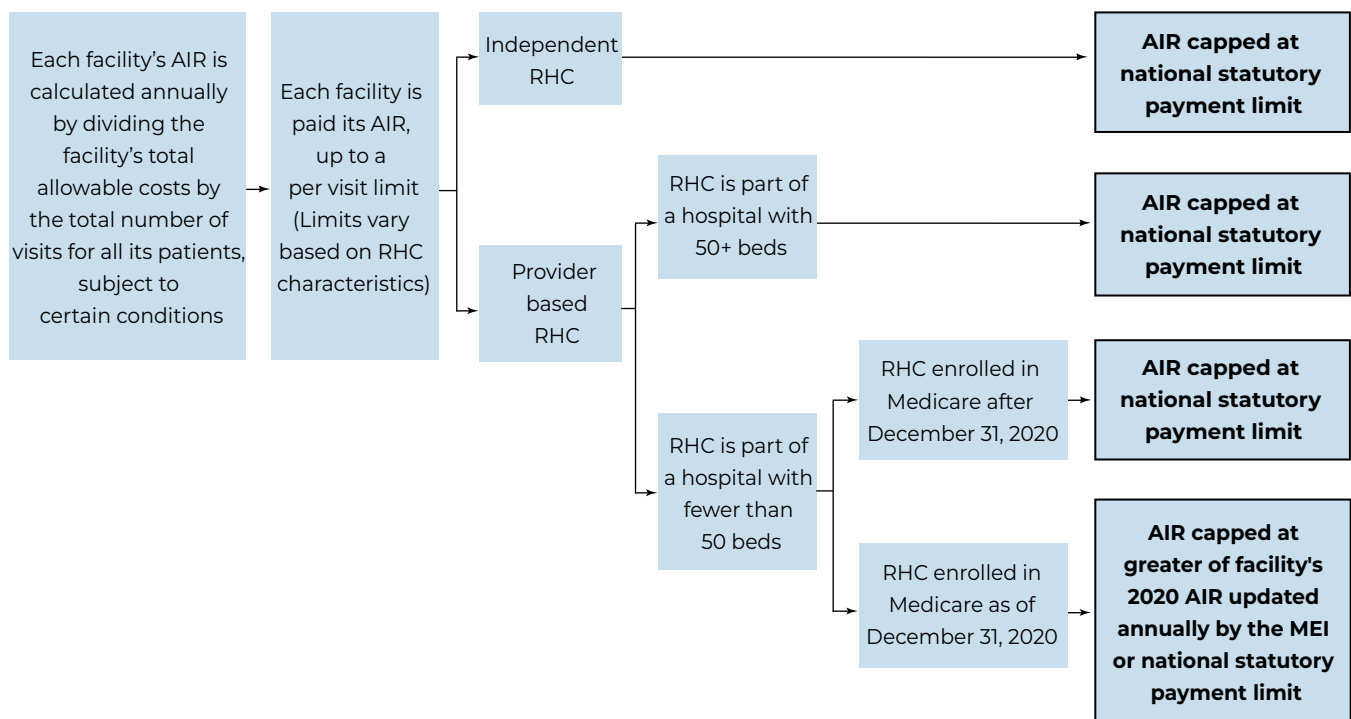 Each facility’s AIR is
calculated annually
by dividing the
facility’s total
allowable costs by
the total number of
visits for all its patients,
subject to
certain conditions
Each facility is
paid its AIR,
up to a
per visit limit
(Limits vary
based on RHC
characteristics)
Independent
RHC
AIR capped at
national statutory
payment limit
Provider
based
RHC
RHC is part of
a hospital with
50+ beds
AIR capped at
national statutory
payment limit
RHC is part of
a hospital with
fewer than
50 beds
RHC enrolled in
Medicare after
December 31, 2020
AIR capped at
national statutory
payment limit
RHC enrolled in
Medicare as of
December 31, 2020
AIR capped at
greater of facility's
2020 AIR updated
annually by the MEI
or national statutory
payment limit